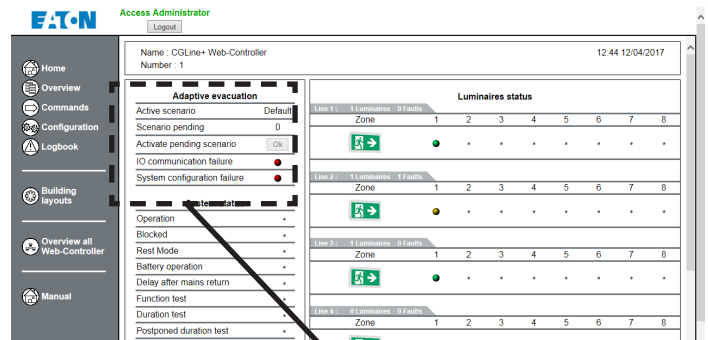 EATON
Access Administrator
Logout
Home
Overview
Commands
Configuration
Logbook
Building
layouts
Overview all
Web-Controller
Manual
Name : CGLine+ Web-Controller
12:44 12/04/2017
Number : 1
Adaptive evacuation
Active scenario Default
Scenario pending 0
Activate pending scenario Ok
IO communication failure
System configuration failure
System status
Operation
Blocked
Rest Mode
Battery operation
Delay after mains return
Function test
Duration test
Postponed duration test
Luminaires status
Line 1 : 1 Luminaires 0 Faults
Zone 1 2 3 4 5 6 7 8
Line 2 : 1 Luminaires 1 Faults
Zone 1 2 3 4 5 6 7 8
Line 3 : 1 Luminaires 0 Faults
Zone 1 2 3 4 5 6 7 8
Line 4 : 0 Luminaires 0 Faults
Zone 1 2 3 4 5 6 7 8